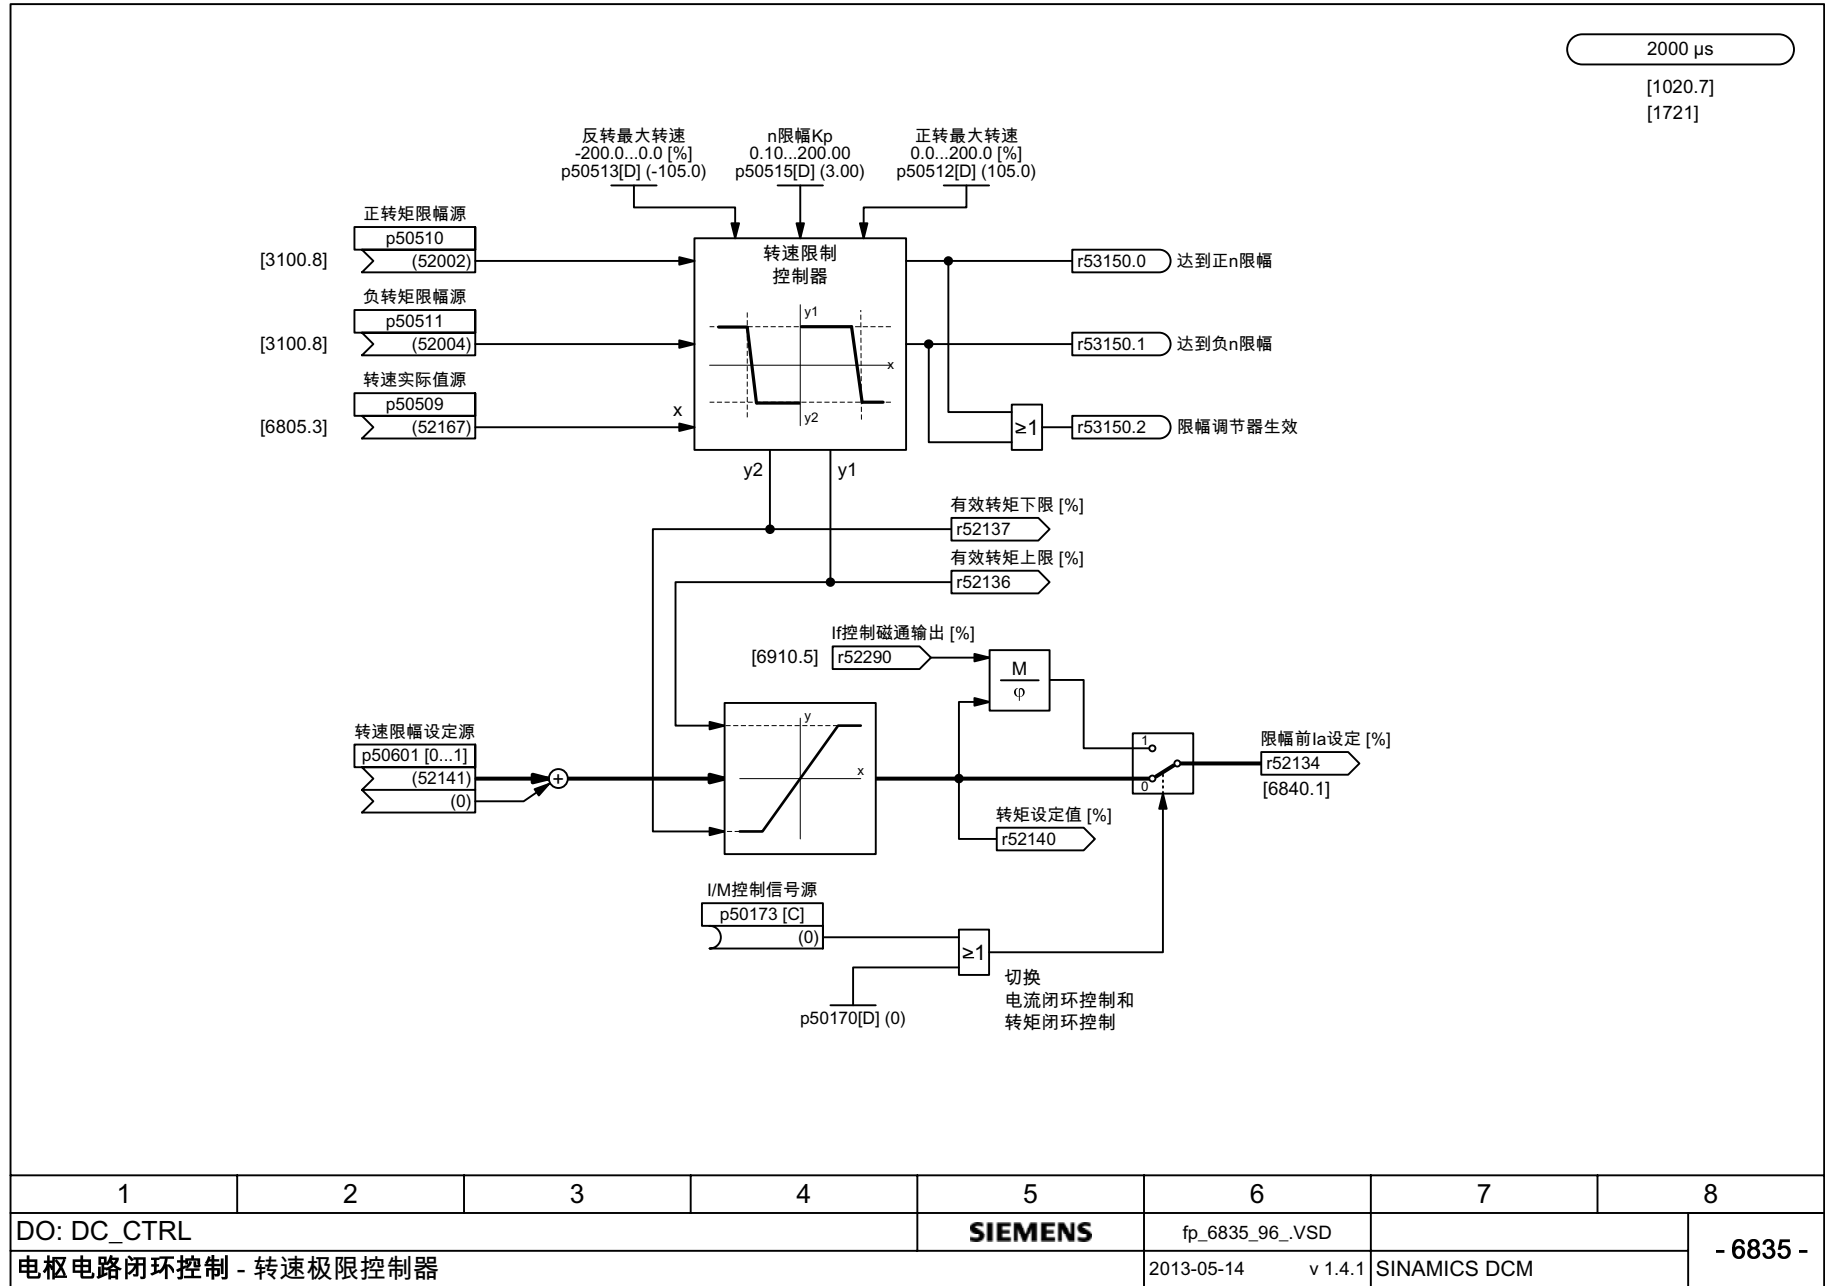 2000 µs
[1020.7]
[1721]
反转最大转速
-200.0...0.0 [%]
p50513[D] (-105.0)
n限幅Kp
0.10...200.00
p50515[D] (3.00)
正转最大转速
0.0...200.0 [%]
p50512[D] (105.0)
正转矩限幅源
p50510
[3100.8]
(52002)
负转矩限幅源
p50511
[3100.8]
(52004)
转速实际值源
p50509
[6805.3]
(52167)
x
转速限制
控制器
y1
x
y2
r53150.0
达到正n限幅
r53150.1
达到负n限幅
≥1
r53150.2
限幅调节器生效
y2
y1
有效转矩下限 [%]
r52137
有效转矩上限 [%]
r52136
If控制磁通输出 [%]
[6910.5]
r52290
M
φ
转速限幅设定源
p50601 [0...1]
(52141)
(0)
+
y
x
1
0
限幅前Ia设定 [%]
r52134
[6840.1]
转矩设定值 [%]
r52140
I/M控制信号源
p50173 [C]
(0)
≥1
p50170[D] (0)
切换
电流闭环控制和
转矩闭环控制
1 2 3 4 5 6 7 8
DO: DC_CTRL
SIEMENS
fp_6835_96_.VSD
- 6835 -
电枢电路闭环控制 - 转速极限控制器
2013-05-14
v 1.4.1
SINAMICS DCM